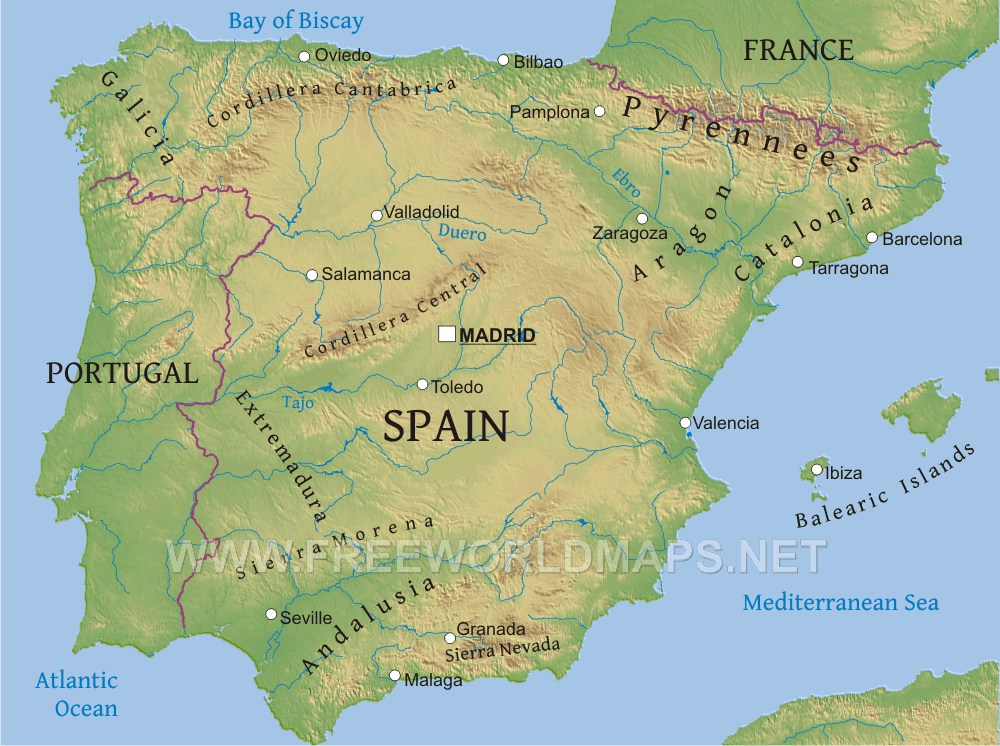 Bay of Biscay
FRANCE
Oviedo
Bilbao
Galicia
Cordillera Cantabrica
Pamplona
Pyrennees
Ebro
Aragon
Catalonia
Valladolid
Duero
Zaragoza
Barcelona
Salamanca
Tarragona
Cordillera Central
MADRID
PORTUGAL
Toledo
Tajo
SPAIN
Extremadura
Valencia
Ibiza
Balearic Islands
Sierra Morena
WWW.FREEWORLDMAPS.NET
Andalusia
Mediterranean Sea
Seville
Granada
Sierra Nevada
Malaga
Atlantic
Ocean